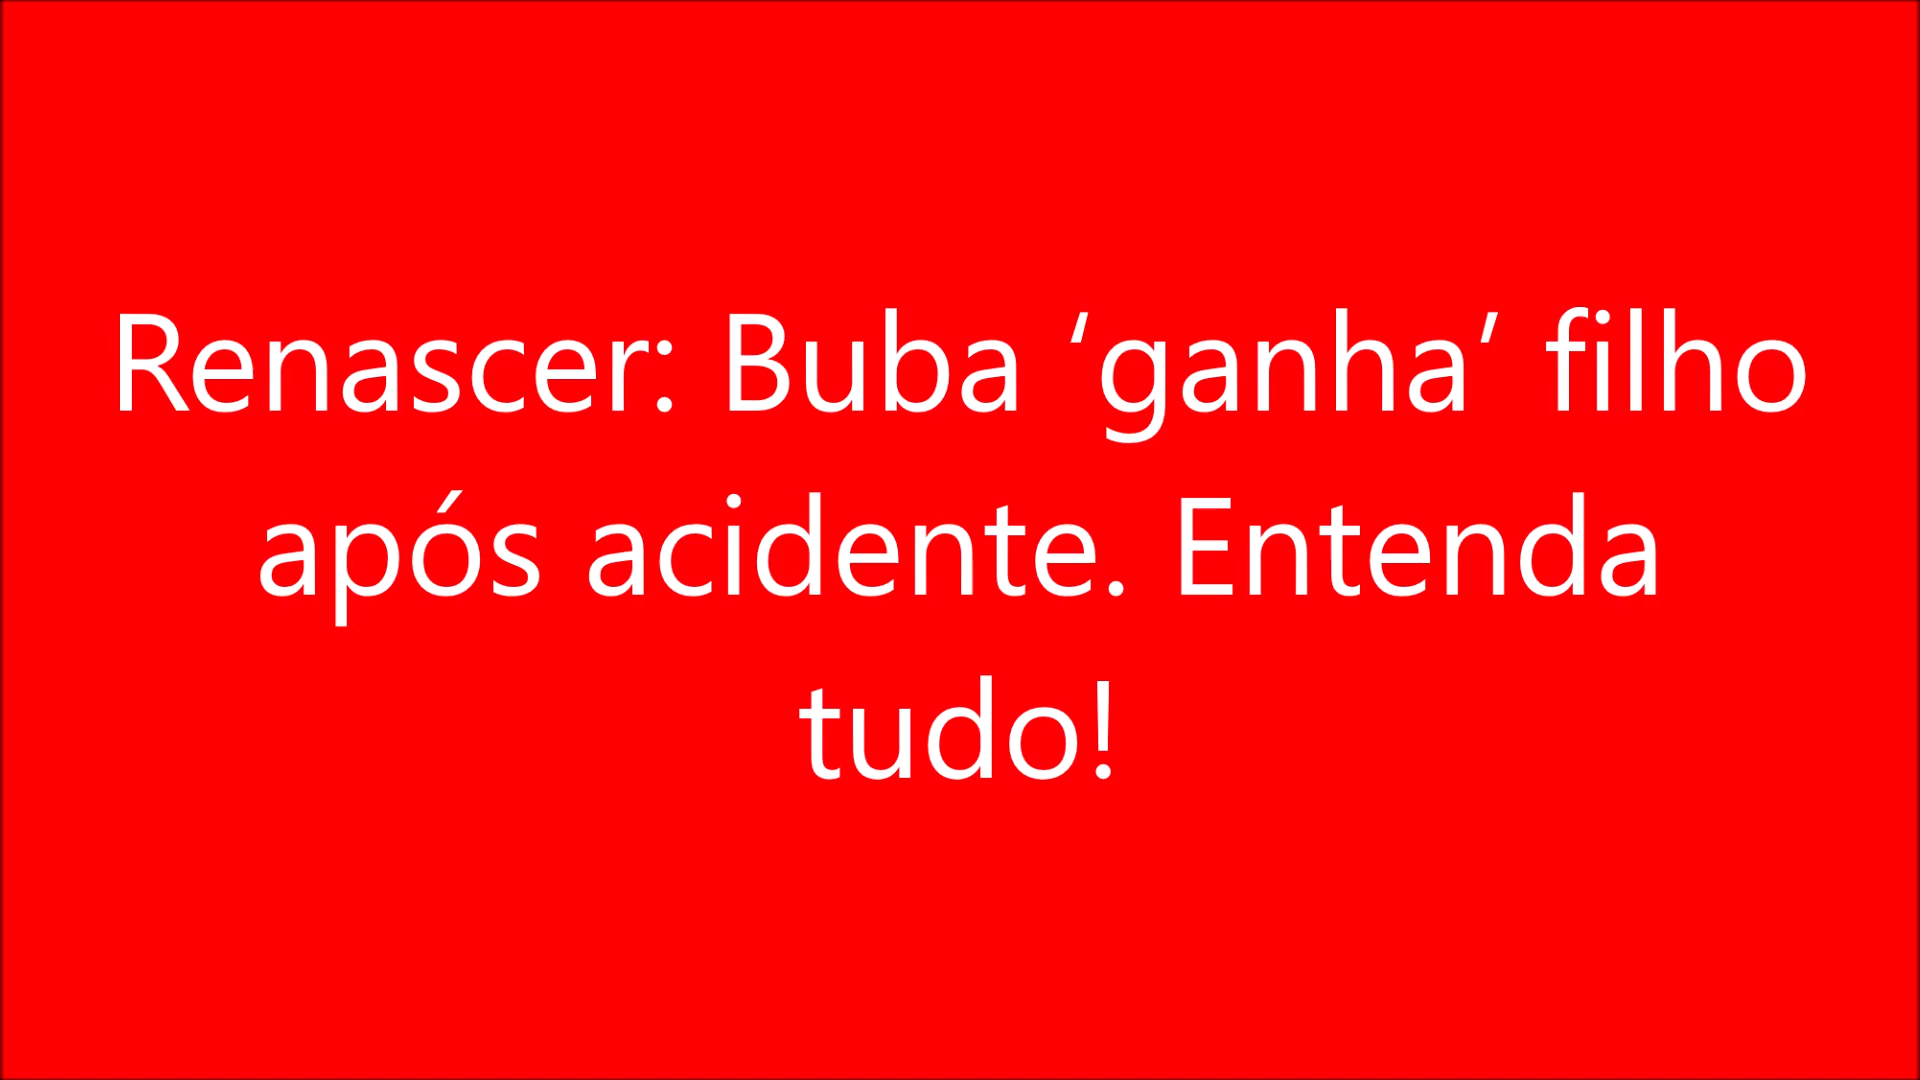 Renascer: Buba ‘ganha’ filho
após acidente. Entenda
tudo!